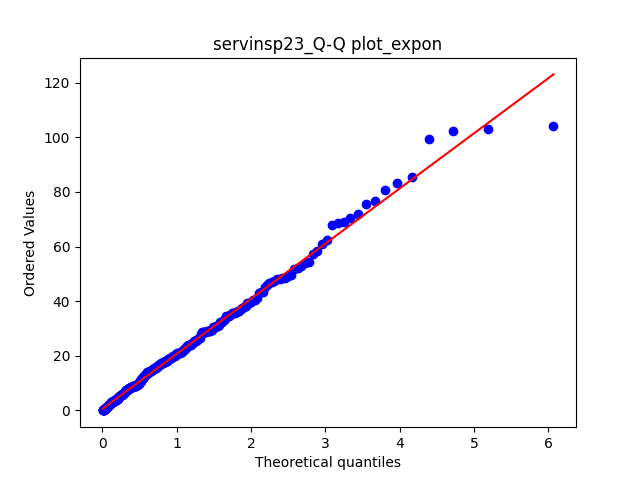 servinsp23_Q-Q plot_expon
120
100
80
60
40
20
0
Ordered Values
0 1 2 3 4 5 6
Theoretical quantiles